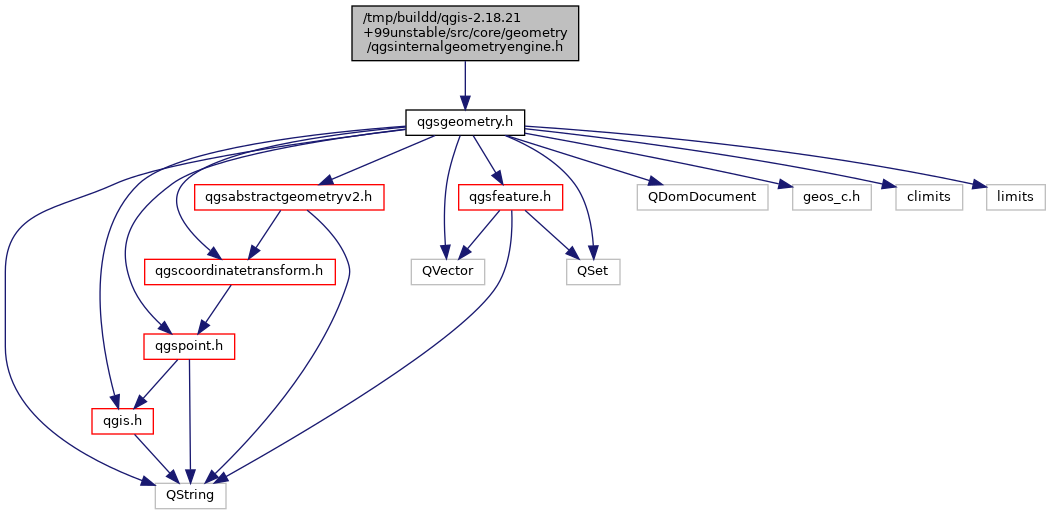 /tmp/buildd/qgis-2.18.21
+99unstable/src/core/geometry
/qgsinternalgeometryengine.h
qgsgeometry.h
qgsabstractgeometryv2.h
qgsfeature.h
QDomDocument
geos_c.h
climits
limits
qgscoordinatetransform.h
QVector
QSet
qgspoint.h
qgis.h
QString